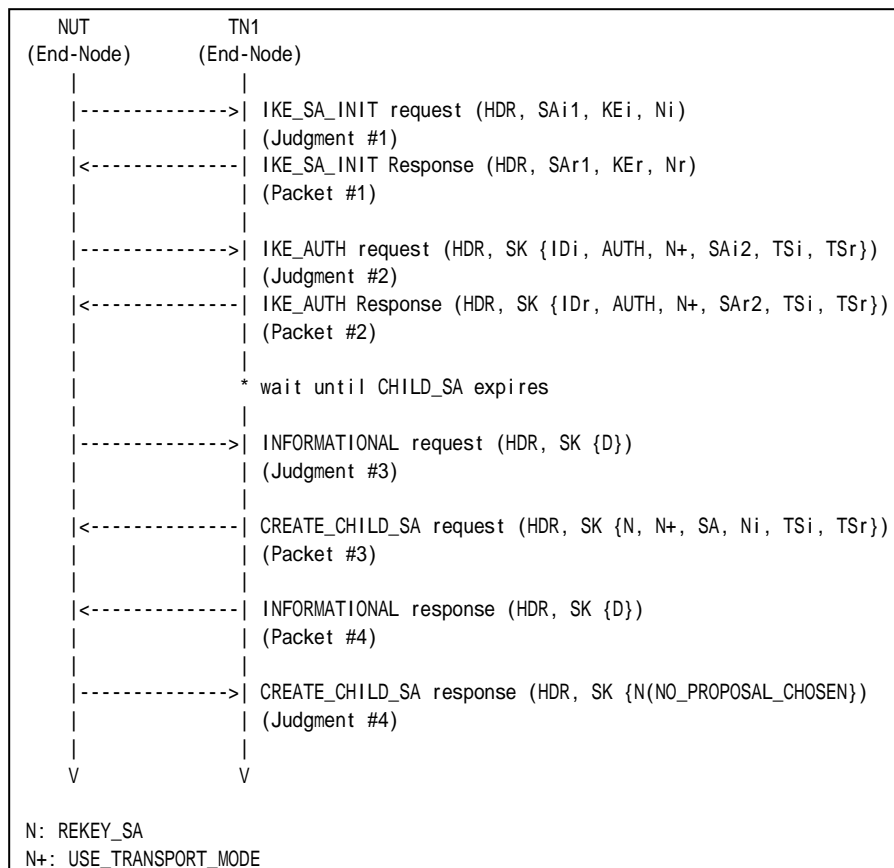 NUT TN1
(End-Node) (End-Node)
| |
|-------------->| IKE_SA_INIT request (HDR, SAi1, KEi, Ni)
| | (Judgment #1)
|<--------------| IKE_SA_INIT Response (HDR, SAr1, KEr, Nr)
| | (Packet #1)
| |
|-------------->| IKE_AUTH request (HDR, SK {IDi, AUTH, N+, SAi2, TSi, TSr})
| | (Judgment #2)
|<--------------| IKE_AUTH Response (HDR, SK {IDr, AUTH, N+, SAr2, TSi, TSr})
| | (Packet #2)
| |
| * wait until CHILD_SA expires
| |
|-------------->| INFORMATIONAL request (HDR, SK {D})
| | (Judgment #3)
| |
|<--------------| CREATE_CHILD_SA request (HDR, SK {N, N+, SA, Ni, TSi, TSr})
| | (Packet #3)
| |
|<--------------| INFORMATIONAL response (HDR, SK {D})
| | (Packet #4)
| |
|-------------->| CREATE_CHILD_SA response (HDR, SK {N(NO_PROPOSAL_CHOSEN})
| | (Judgment #4)
| |
V V
N: REKEY_SA
N+: USE_TRANSPORT_MODE